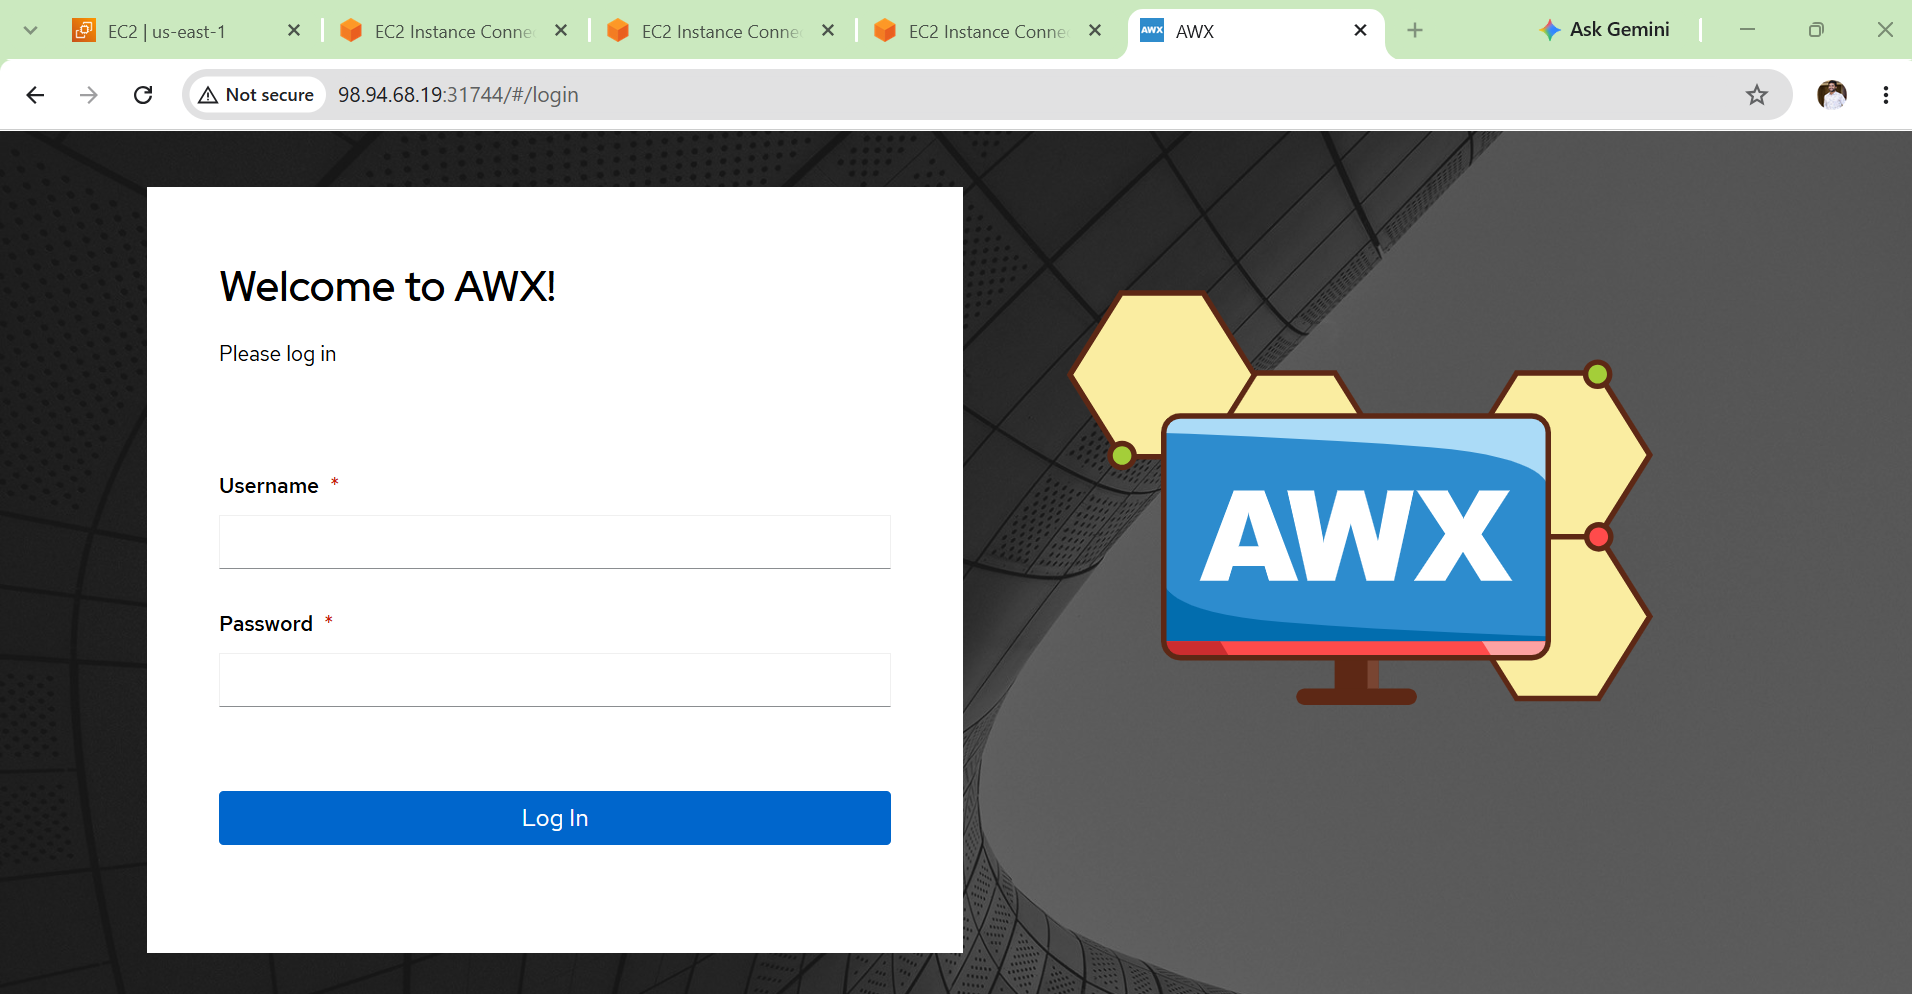 EC2 | us-east-1
EC2 Instance Conne
EC2 Instance Conne
EC2 Instance Conne
AWX
AWX
Ask Gemini
Not secure
98.94.68.19:31744/#/login
Welcome to AWX!
Please log in
Username *
Password *
Log In
AWX